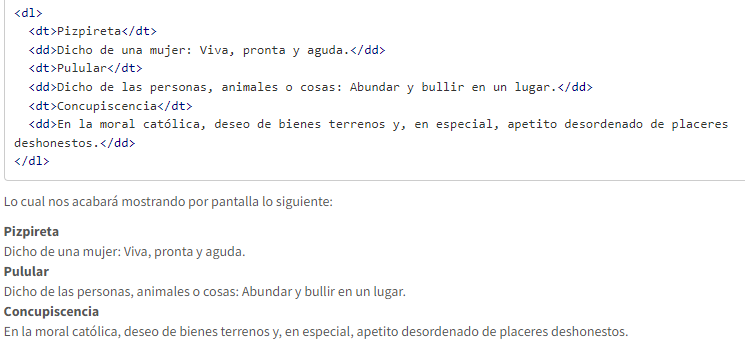 <dl>
  <dt>Pizpireta</dt>
  <dd>Dicho de una mujer: Viva, pronta y aguda.</dd>
  <dt>Pulular</dt>
  <dd>Dicho de las personas, animales o cosas: Abundar y bullir en un lugar.</dd>
  <dt>Concupiscencia</dt>
  <dd>En la moral católica, deseo de bienes terrenos y, en especial, apetito desordenado de placeres
deshonestos.</dd>
</dl>
Lo cual nos acabará mostrando por pantalla lo siguiente:
Pizpireta
Dicho de una mujer: Viva, pronta y aguda.
Pulular
Dicho de las personas, animales o cosas: Abundar y bullir en un lugar.
Concupiscencia
En la moral católica, deseo de bienes terrenos y, en especial, apetito desordenado de placeres deshonestos.